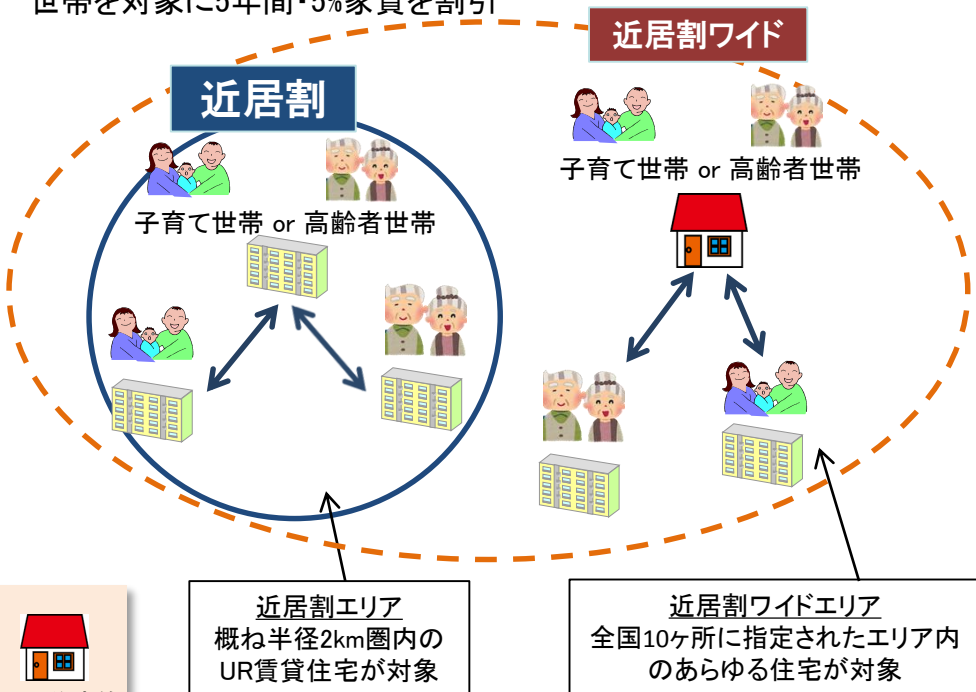 世帯を対象に5年間・5%家賃を割引
近居割ワイド
近居割
子育て世帯 or 高齢者世帯
子育て世帯 or 高齢者世帯
近居割エリア
概ね半径2km圏内の
UR賃貸住宅が対象
近居割ワイドエリア
全国10ヶ所に指定されたエリア内
のあらゆる住宅が対象